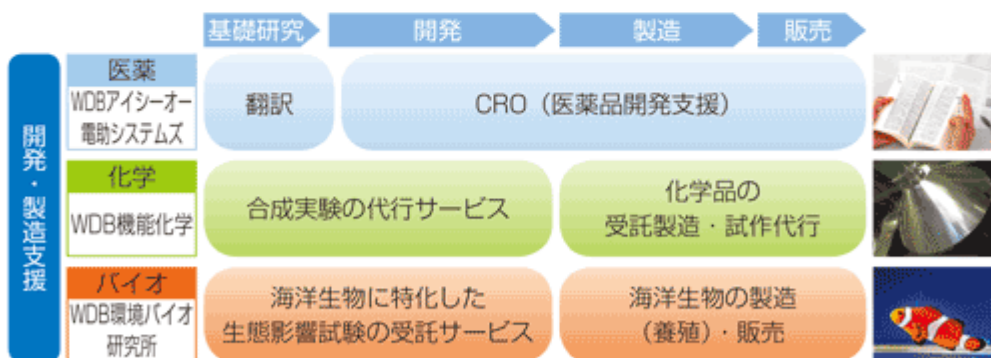 基礎研究
開発
製造
販売
開発・製造支援
医薬
WDBアイシーオー
電助システムズ
翻訳
CRO（医薬品開発支援）
化学
WDB機能化学
合成実験の代行サービス
化学品の
受託製造・試作代行
バイオ
WDB環境バイオ
研究所
海洋生物に特化した
生態影響試験の受託サービス
海洋生物の製造
（養殖）・販売